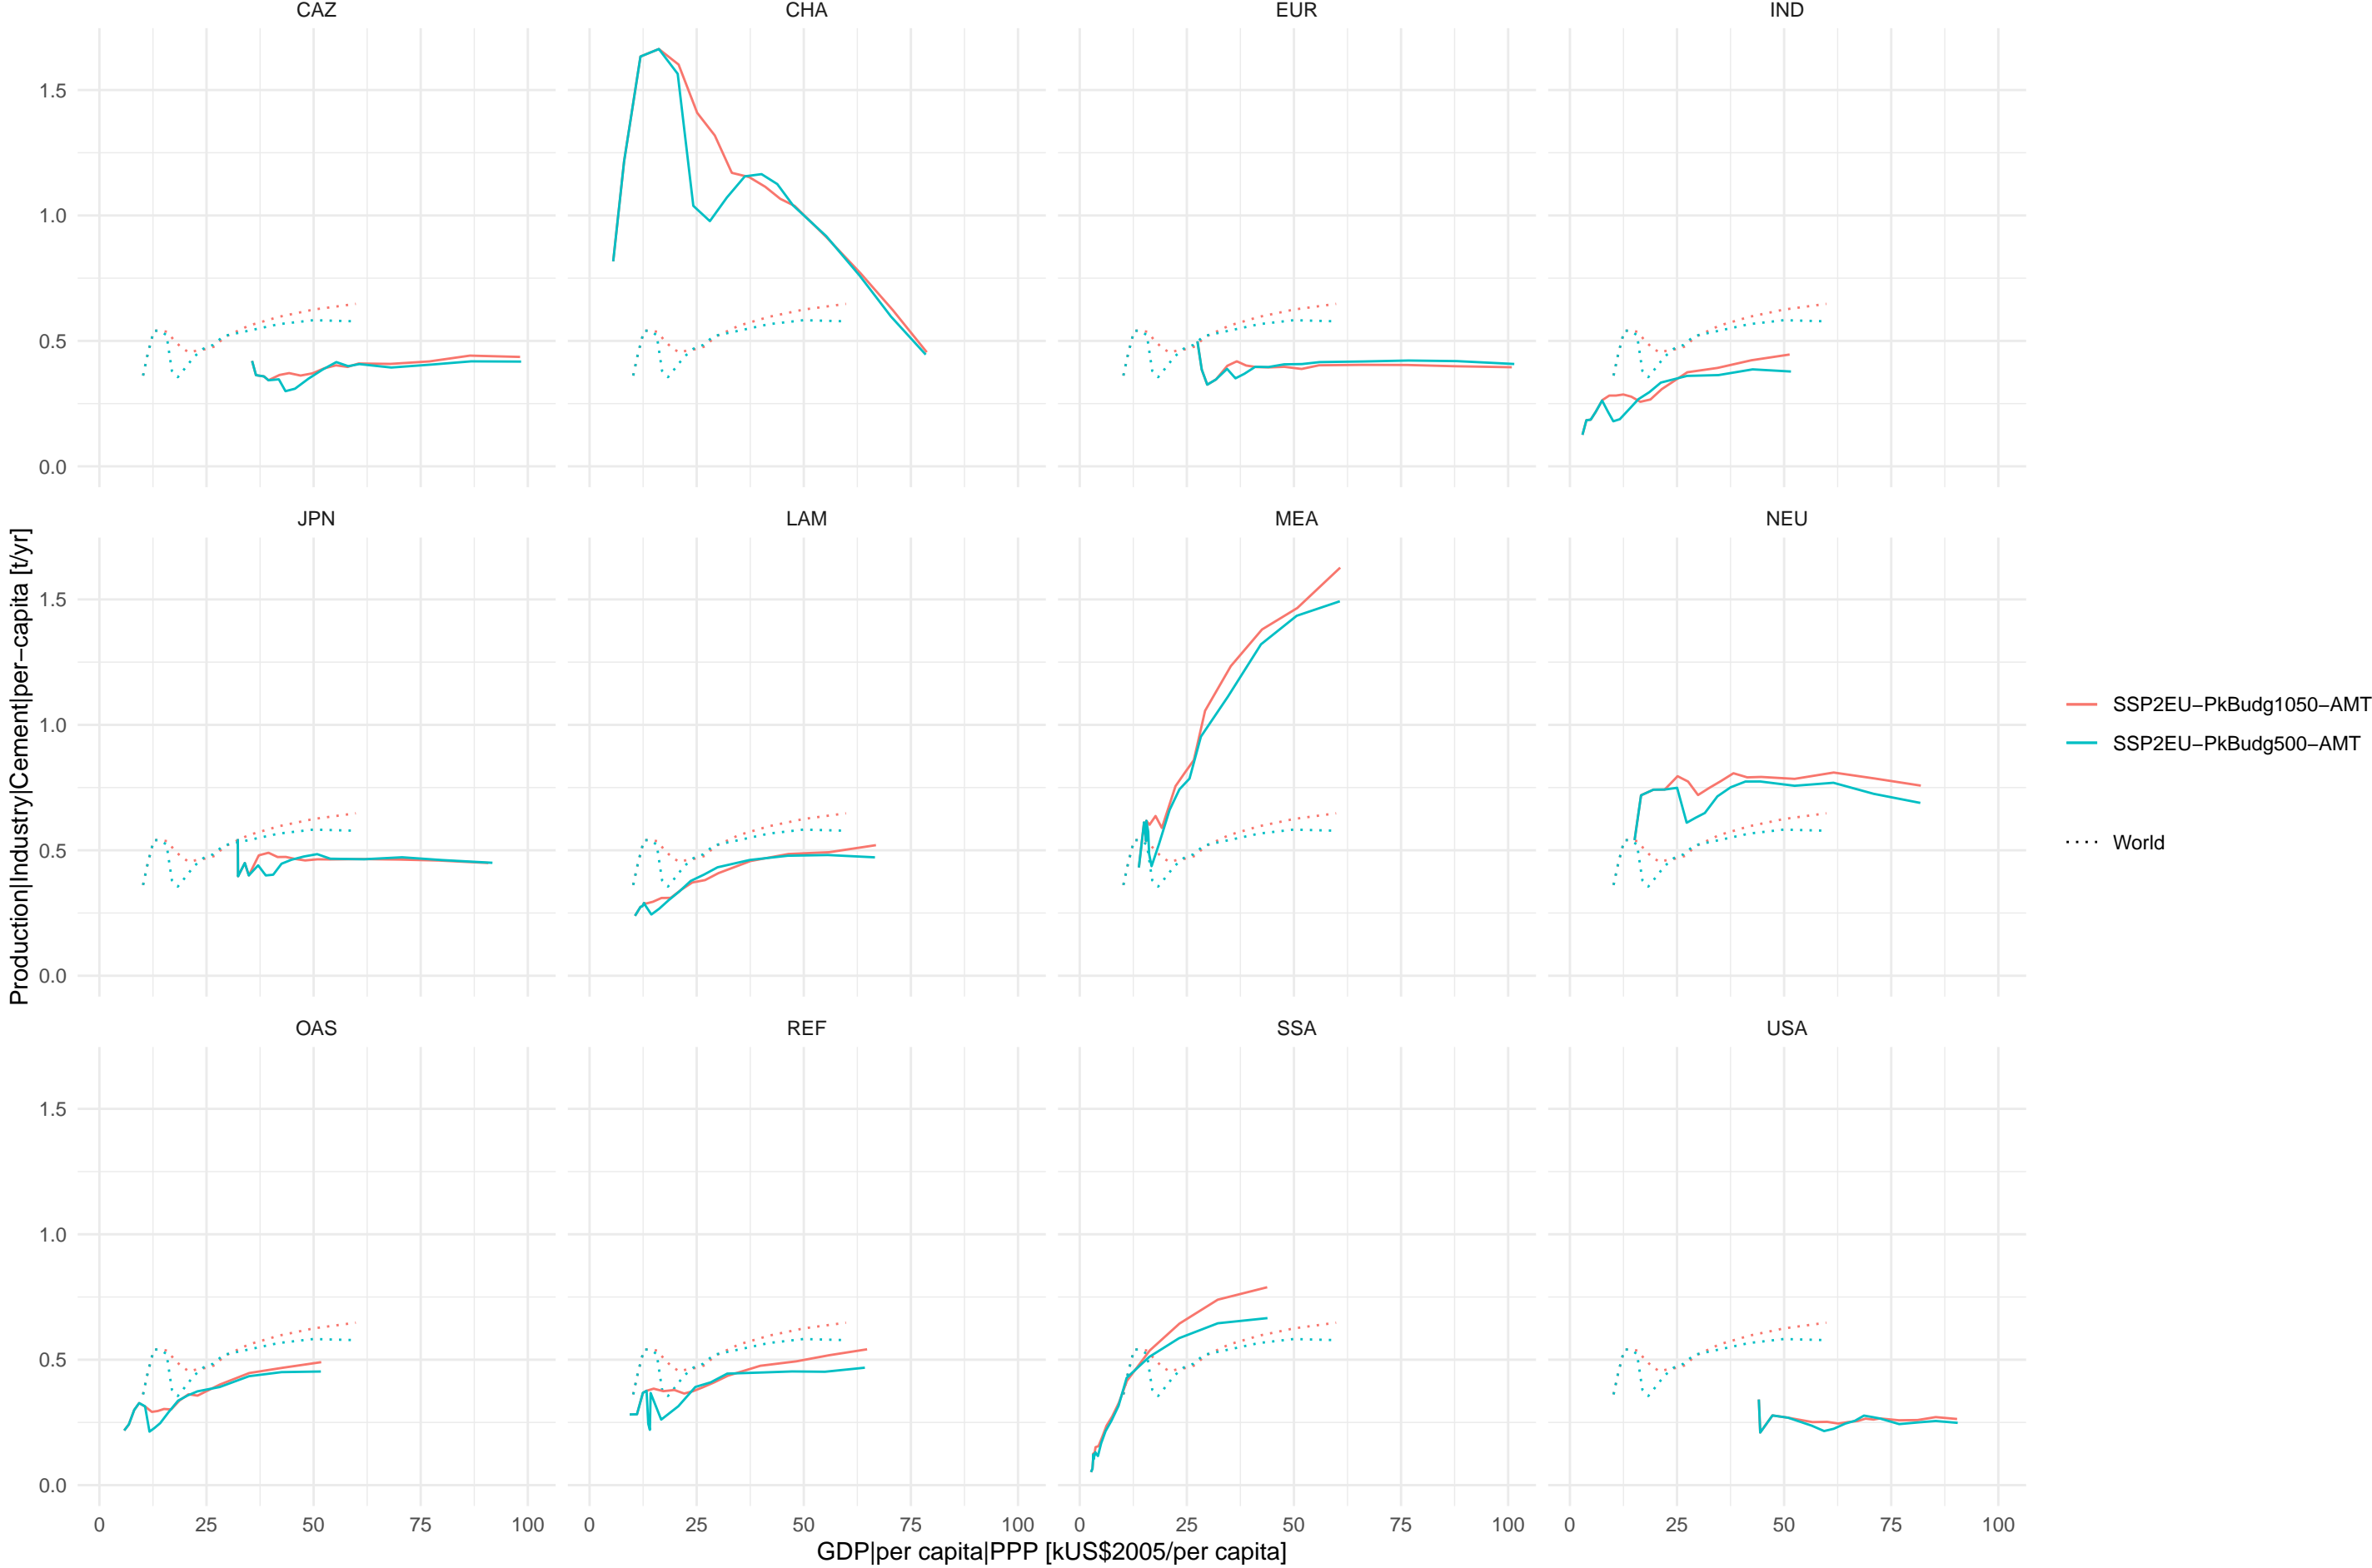 CAZ CHA EUR IND
1.5
1.0
0.5
0.0
JPN LAM MEA NEU
1.5
1.0
0.5
0.0
OAS REF SSA USA
1.5
1.0
0.5
0.0
0 25 50 75 100 0 25 50 75 100 0 25 50 75 100 0 25 50 75 100
GDP|per capita|PPP [kUS$2005/per capita]
Production|Industry|Cement|per−capita [t/yr]
SSP2EU−PkBudg1050−AMT
SSP2EU−PkBudg500−AMT
World